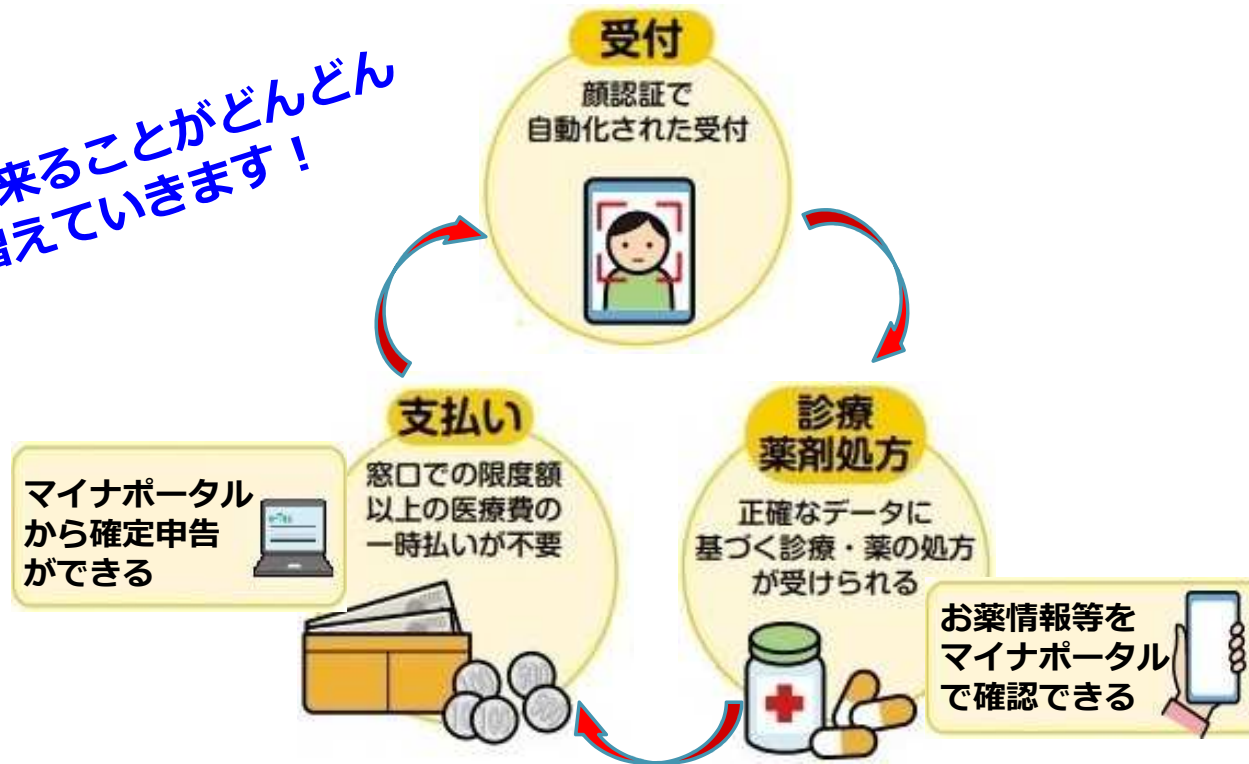 来ることがどんどん
増えていきます！
受付
顔認証で
自動化された受付
支払い
窓口での限度額
以上の医療費の
一時払いが不要
マイナポータル
から確定申告
ができる
診療
薬剤処方
正確なデータに
基づく診療・薬の処方
が受けられる
お薬情報等を
マイナポータル
で確認できる